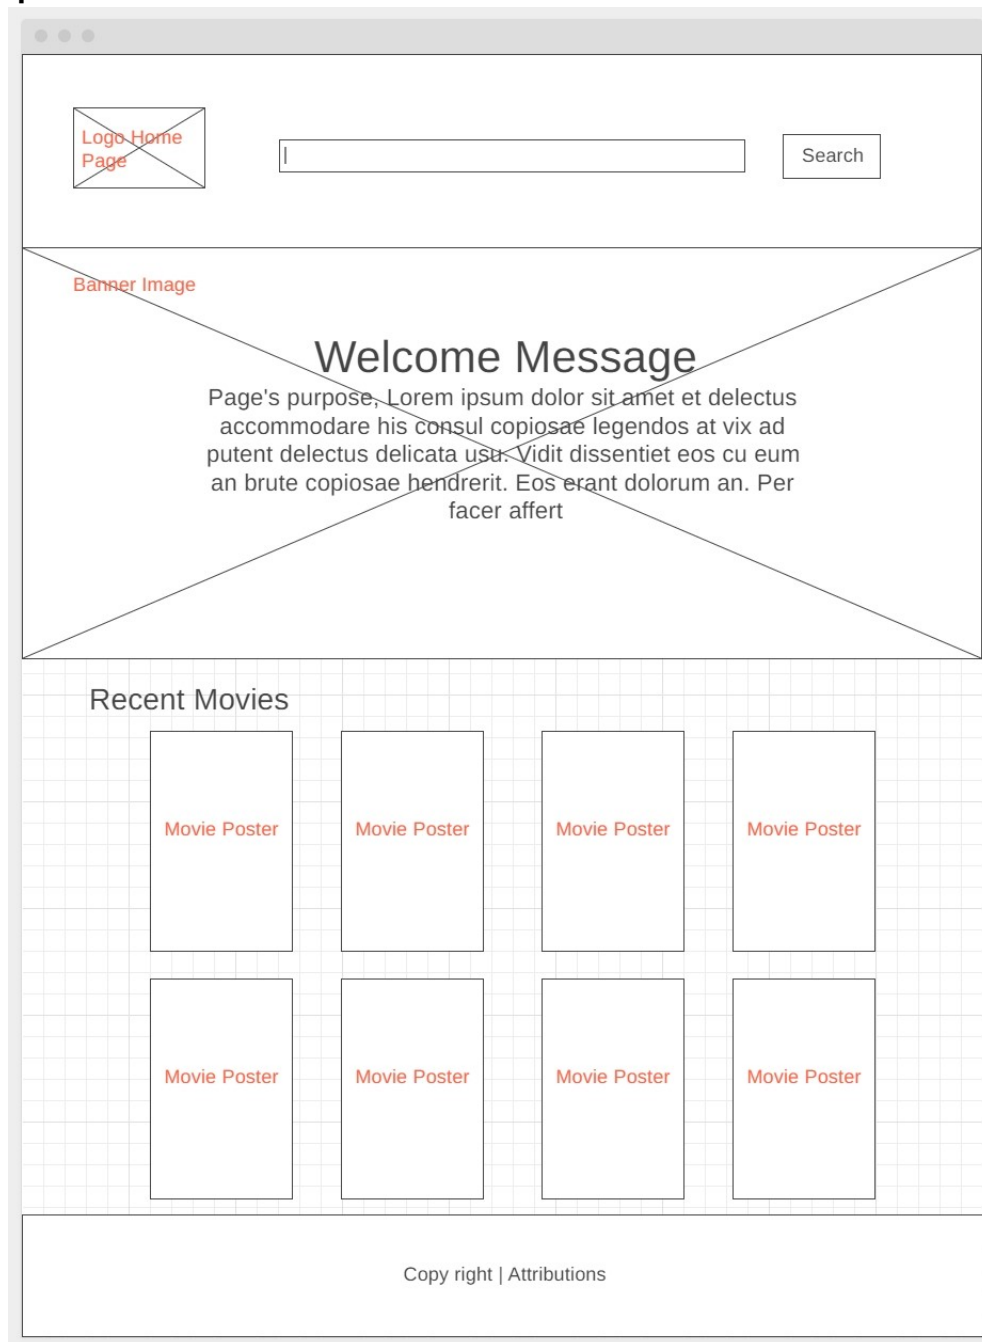 Logo Home
Page
Search
Banner Image
Welcome Message
Page's purpose, Lorem ipsum dolor sit amet et delectus
accommodare his consul copiosae legendos at vix ad
putent delectus delicata usu. Vidit dissentiet eos cu eum
an brute copiosae hendrerit. Eos erant dolorum an. Per
facer affert
Recent Movies
Movie Poster Movie Poster Movie Poster Movie Poster
Movie Poster Movie Poster Movie Poster Movie Poster
Copy right | Attributions